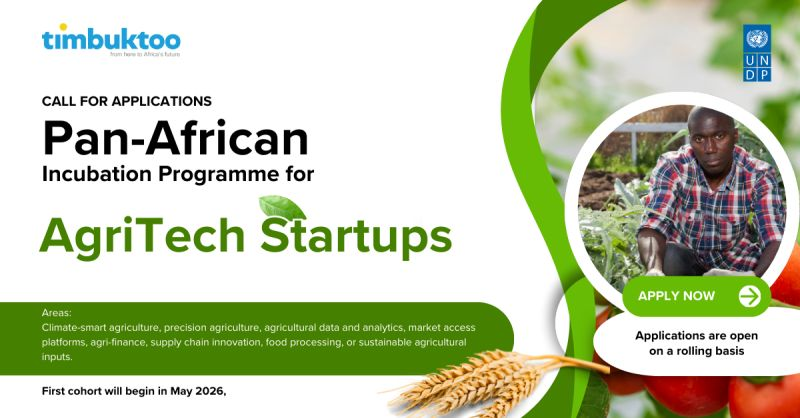 timbuktoo
from here to Africa's future
UN
DP
CALL FOR APPLICATIONS
Pan-African
Incubation Programme for
AgriTech Startups
Areas:
Climate-smart agriculture, precision agriculture, agricultural data and analytics, market access
platforms, agri-finance, supply chain innovation, food processing, or sustainable agricultural
inputs.
First cohort will begin in May 2026,
APPLY NOW
Applications are open
on a rolling basis